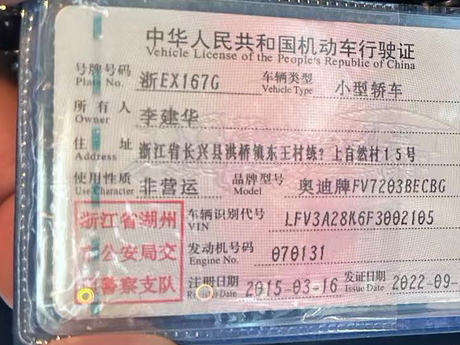 中华人民共和国机动车行驶证
Vehicle License of the People's Republic of China
号牌号码 浙EX167G 车辆类型 小型轿车
Plate No. Vehicle Type
所有人 李建华
Owner
住址 浙江省长兴县洪桥镇东王村练？上自然村15号
Address
使用性质 非营运 品牌型号 奥迪牌FV7203BECBG
Use Character Model
浙江省湖州 车辆识别代号 LFV3A28K6F3002105
VIN
公安局交 发动机号码 070131
Engine No.
警察支队 注册日期 2015-03-16 发证日期 2022-09-
Register Date Issue Date